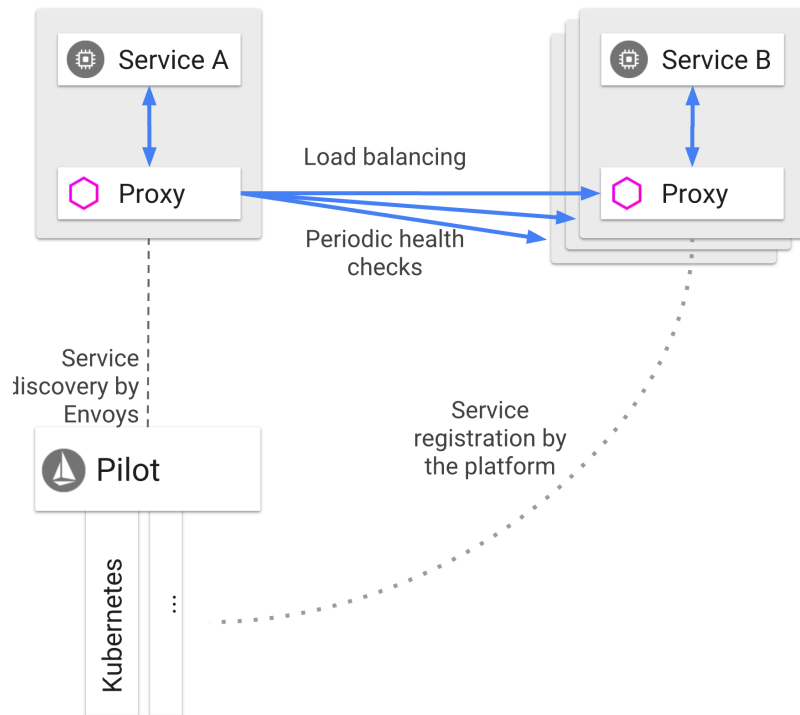 Service A
Service B
Load balancing
Proxy
Proxy
Periodic health
checks
Service
discovery by
Envoys
Service
registration by
the platform
Pilot
Kubernetes
...